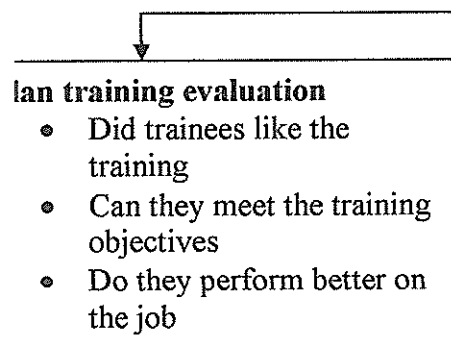 lan training evaluation
• Did trainees like the
training
• Can they meet the training
objectives
• Do they perform better on
the job